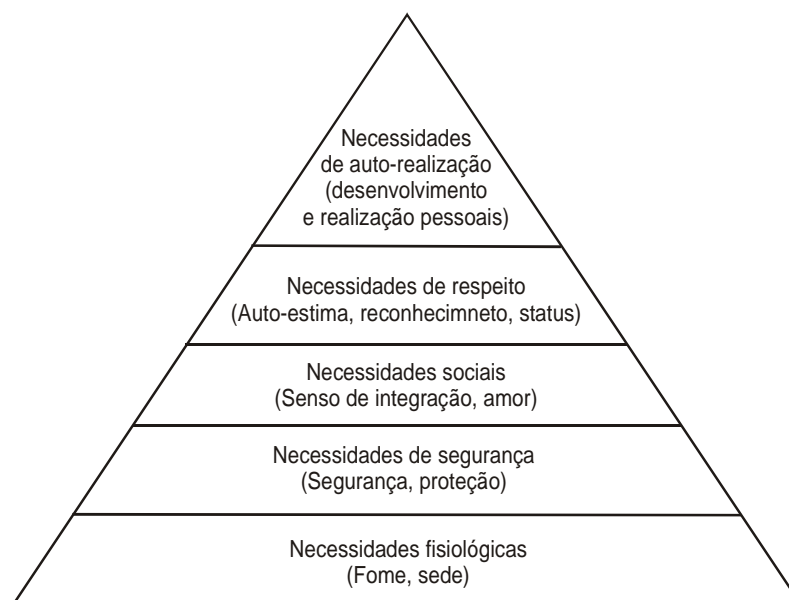 Necessidades
de auto-realização
(desenvolvimento
e realização pessoais)
Necessidades de respeito
(Auto-estima, reconhecimneto, status)
Necessidades sociais
(Senso de integração, amor)
Necessidades de segurança
(Segurança, proteção)
Necessidades fisiológicas
(Fome, sede)